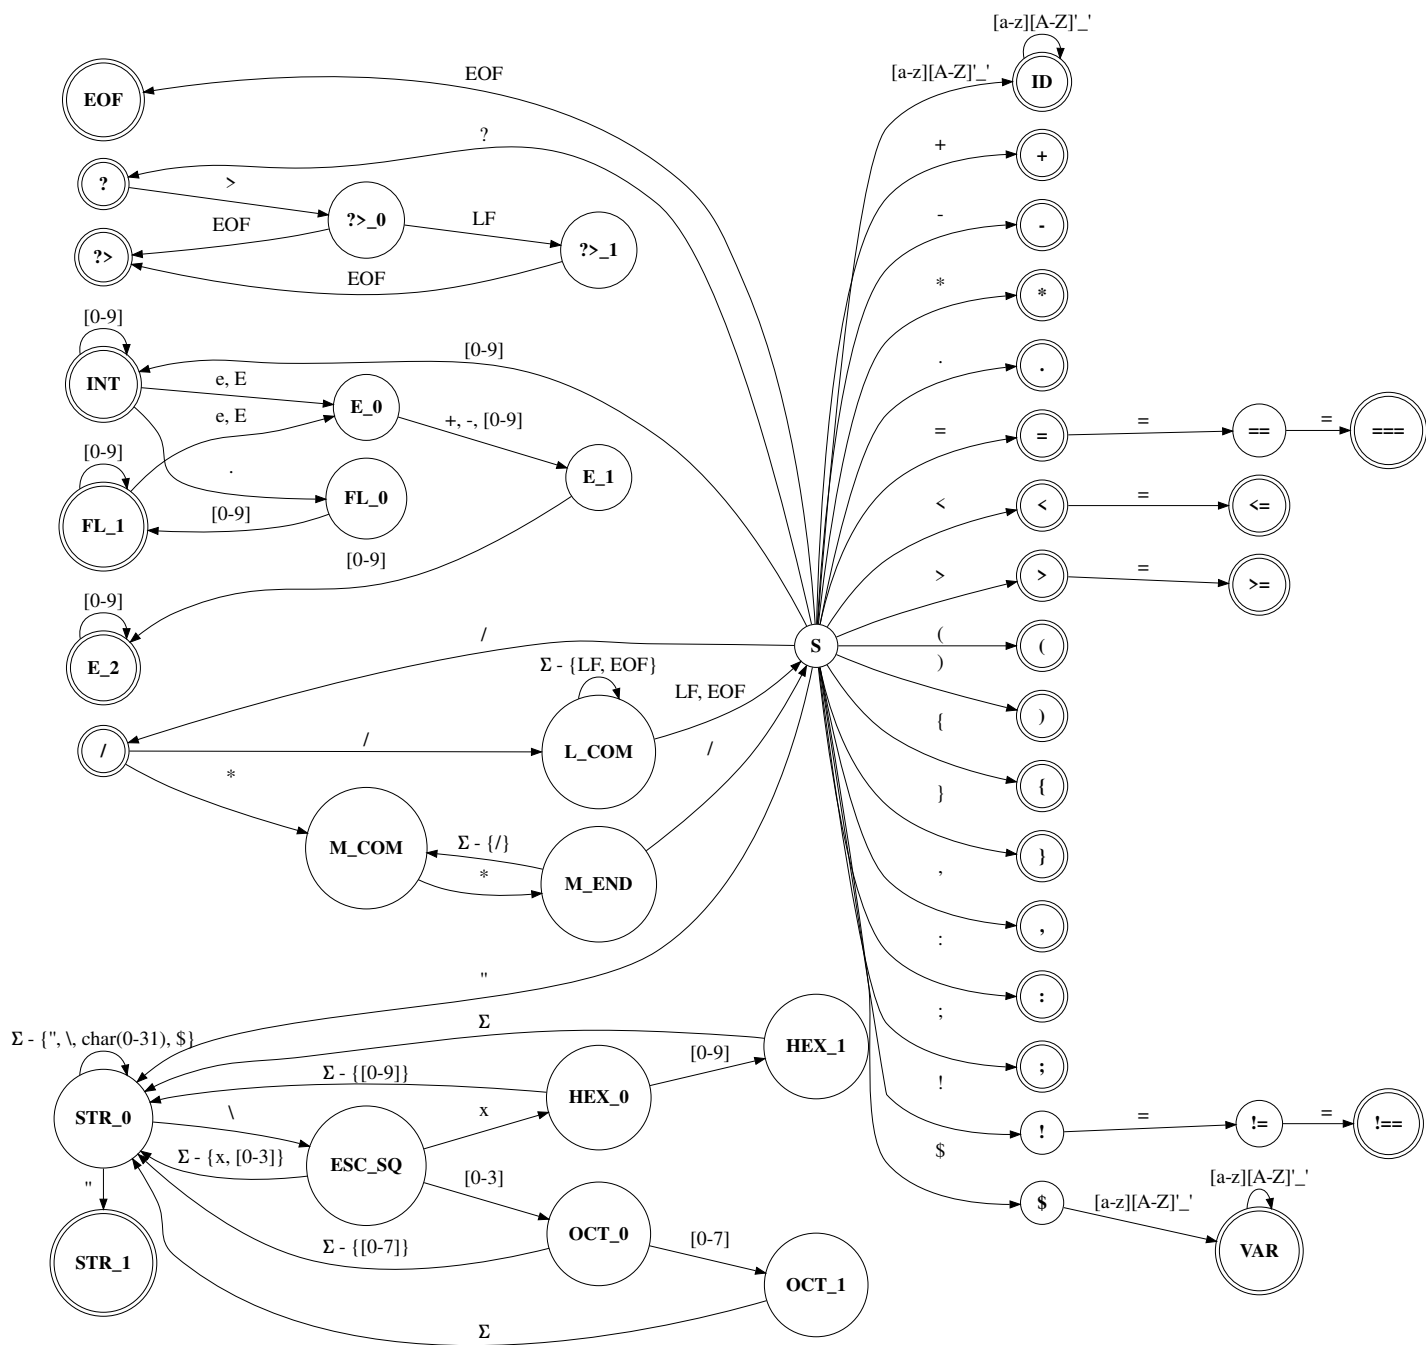 [a-z][A-Z]'_'
[a-z][A-Z]'_'
ID
EOF
EOF
+
+
?
?
>
?>_0
LF
?>_1
EOF
?>
EOF
-
-
*
*
.
.
[0-9]
INT
[0-9]
e, E
E_0
e, E
+, -, [0-9]
E_1
[0-9]
FL_1
.
FL_0
[0-9]
[0-9]
[0-9]
E_2
=
=
=
==
=
===
<
<
=
<=
>
>
=
>=
S
/
(
(
)
)
Σ - {LF, EOF}
L_COM
LF, EOF
/
/
/
*
M_COM
Σ - {/}
*
M_END
{
{
}
}
,
,
:
:
;
;
"
Σ - {", \, char(0-31), $}
STR_0
Σ
HEX_1
[0-9]
Σ - {[0-9]}
HEX_0
\
x
Σ - {x, [0-3]}
ESC_SQ
[0-3]
"
STR_1
Σ - {[0-7]}
OCT_0
[0-7]
OCT_1
Σ
!
!
=
!=
=
!==
$
$
[a-z][A-Z]'_'
[a-z][A-Z]'_'
VAR